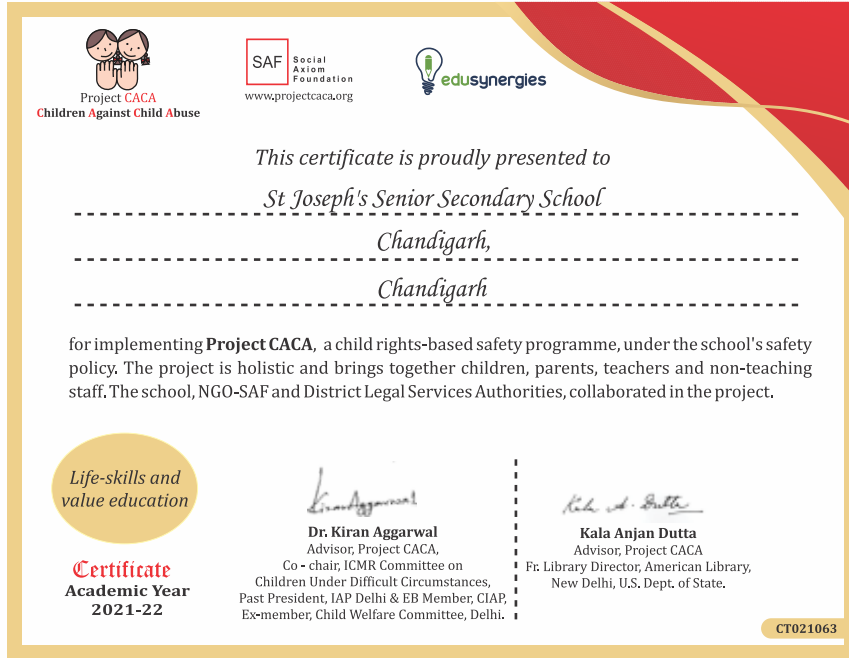 Project CACA
Children Against Child Abuse
SAF
Social
Axiom
Foundation
www.projectcaca.org
edusynergies
This certificate is proudly presented to
St Joseph's Senior Secondary School
Chandigarh,
Chandigarh
for implementing Project CACA, a child rights-based safety programme, under the school's safety
policy. The project is holistic and brings together children, parents, teachers and non-teaching
staff. The school, NGO-SAF and District Legal Services Authorities, collaborated in the project.
Life-skills and
value education
Certificate
Academic Year
2021-22
Kiran Aggarwal
Dr. Kiran Aggarwal
Advisor, Project CACA,
Co - chair, ICMR Committee on
Children Under Difficult Circumstances,
Past President, IAP Delhi & EB Member, CIAP,
Ex-member, Child Welfare Committee, Delhi.
Kala A. Dutta
Kala Anjan Dutta
Advisor, Project CACA
Fr. Library Director, American Library,
New Delhi, U.S. Dept. of State.
CT021063